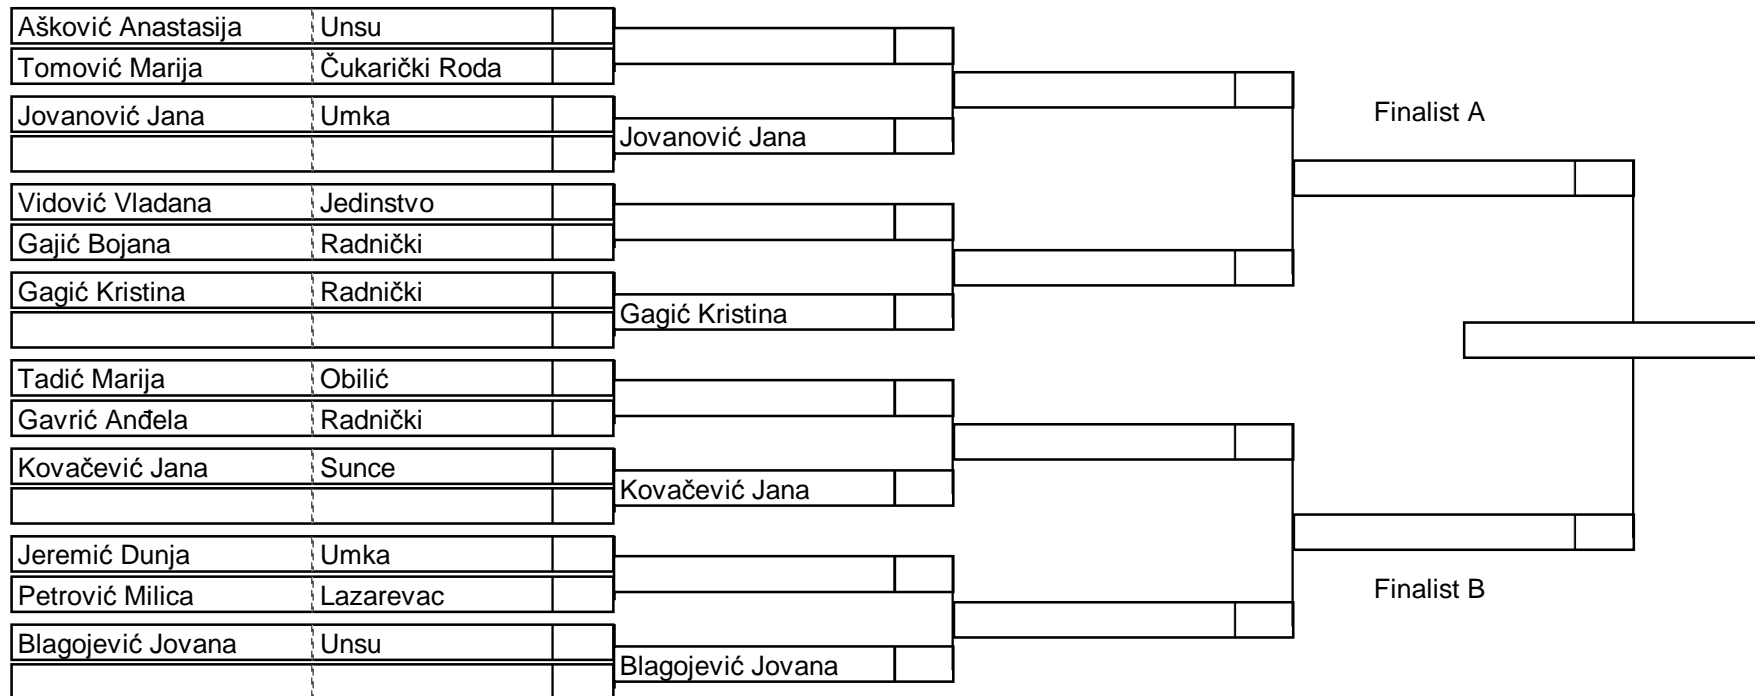 Ašković Anastasija Unsu
Tomović Marija Čukarički Roda
Finalist A
Jovanović Jana Umka
Jovanović Jana
Vidović Vladana Jedinstvo
Gajić Bojana Radnički
Gagić Kristina Radnički
Gagić Kristina
Tadić Marija Obilić
Gavrić Anđela Radnički
Kovačević Jana Sunce
Kovačević Jana
Jeremić Dunja Umka
Petrović Milica Lazarevac
Finalist B
Blagojević Jovana Unsu
Blagojević Jovana